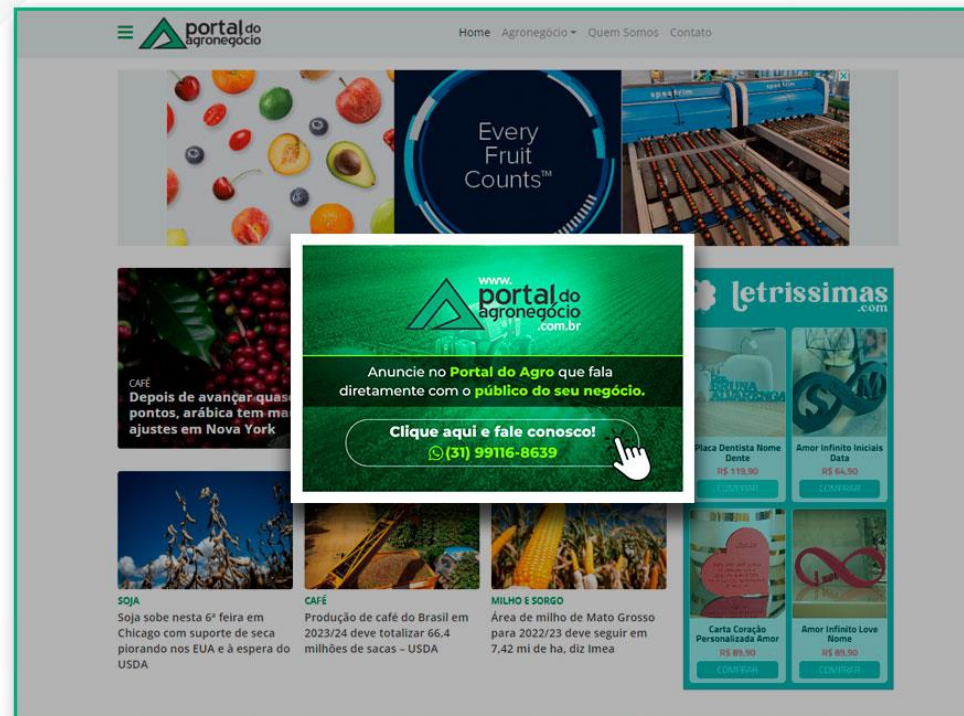 portal do
agronegócio
Home Agronegócio Quem Somos Contato
Every
Fruit
Counts™
spectrim
spectrim
www.
portal do
agronegócio
.com.br
Anuncie no Portal do Agro que fala
diretamente com o público do seu negócio.
Clique aqui e fale conosco!
(31) 99116-8639
CAFÉ
Depois de avançar quas
pontos, arábica tem ma
ajustes em Nova York
letrissimas
.com
BRUNA
ALVARENGA
Placa Dentista Nome
Dente
R$ 119,90
COMPRAR
Amor Infinito Iniciais
Data
R$ 64,90
COMPRAR
Carta Coração
Personalizada Amor
R$ 89,90
COMPRAR
Amor Infinito Love
Nome
R$ 89,90
COMPRAR
SOJA
Soja sobe nesta 6ª feira em
Chicago com suporte de seca
piorando nos EUA e à espera do
USDA
CAFÉ
Produção de café do Brasil em
2023/24 deve totalizar 66,4
milhões de sacas – USDA
MILHO E SORGO
Área de milho de Mato Grosso
para 2022/23 deve seguir em
7,42 mi de ha, diz Imea